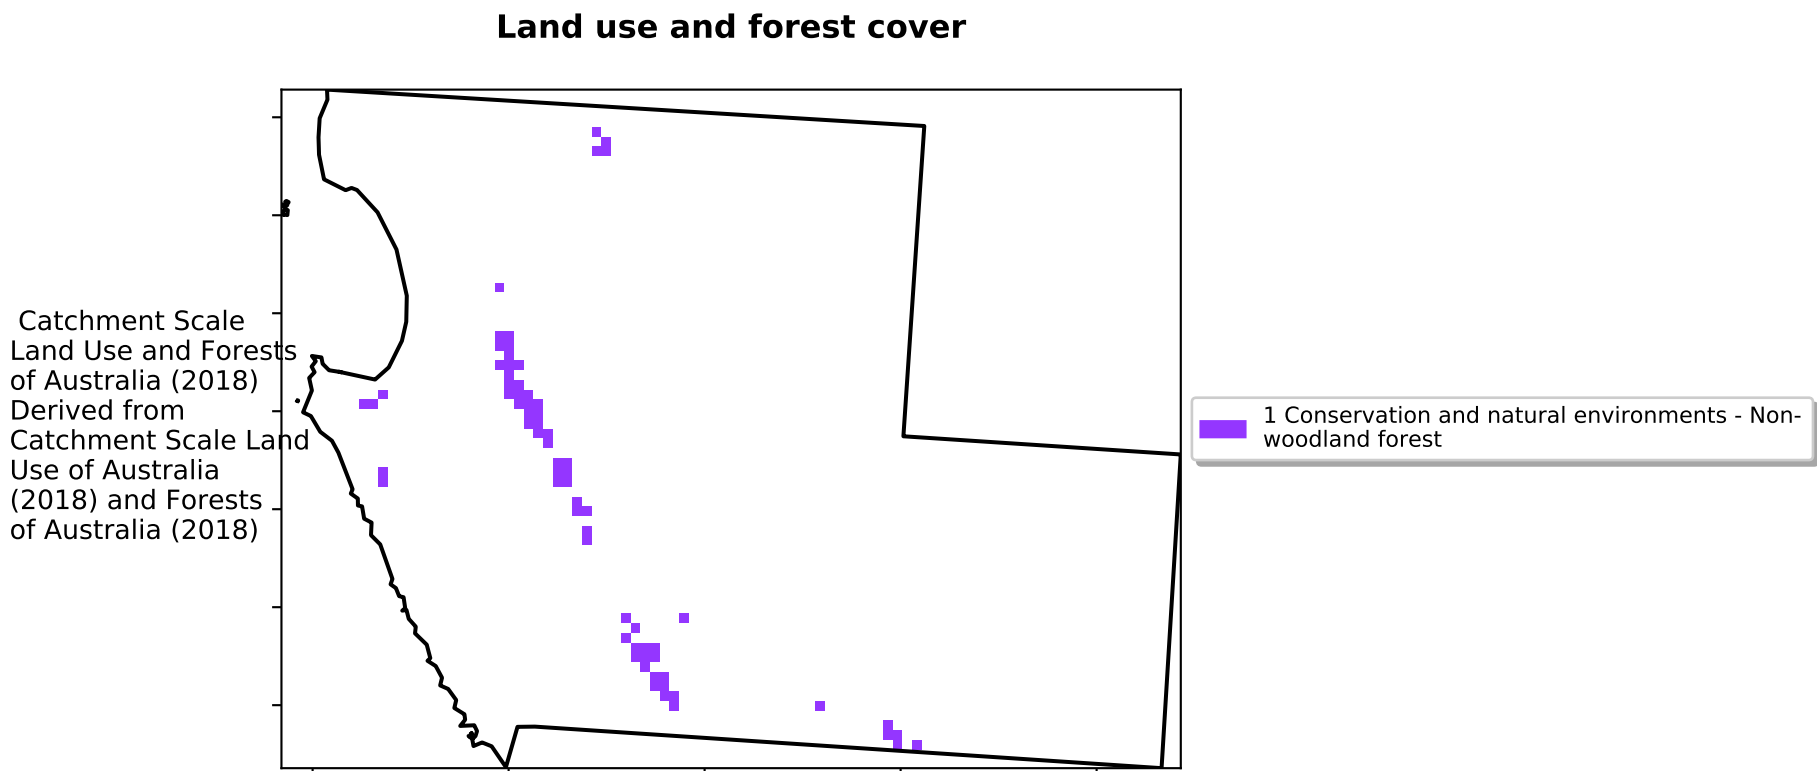 Land use and forest cover
Catchment Scale
Land Use and Forests
of Australia (2018)
Derived from
Catchment Scale Land
Use of Australia
(2018) and Forests
of Australia (2018)
1 Conservation and natural environments - Non-
woodland forest